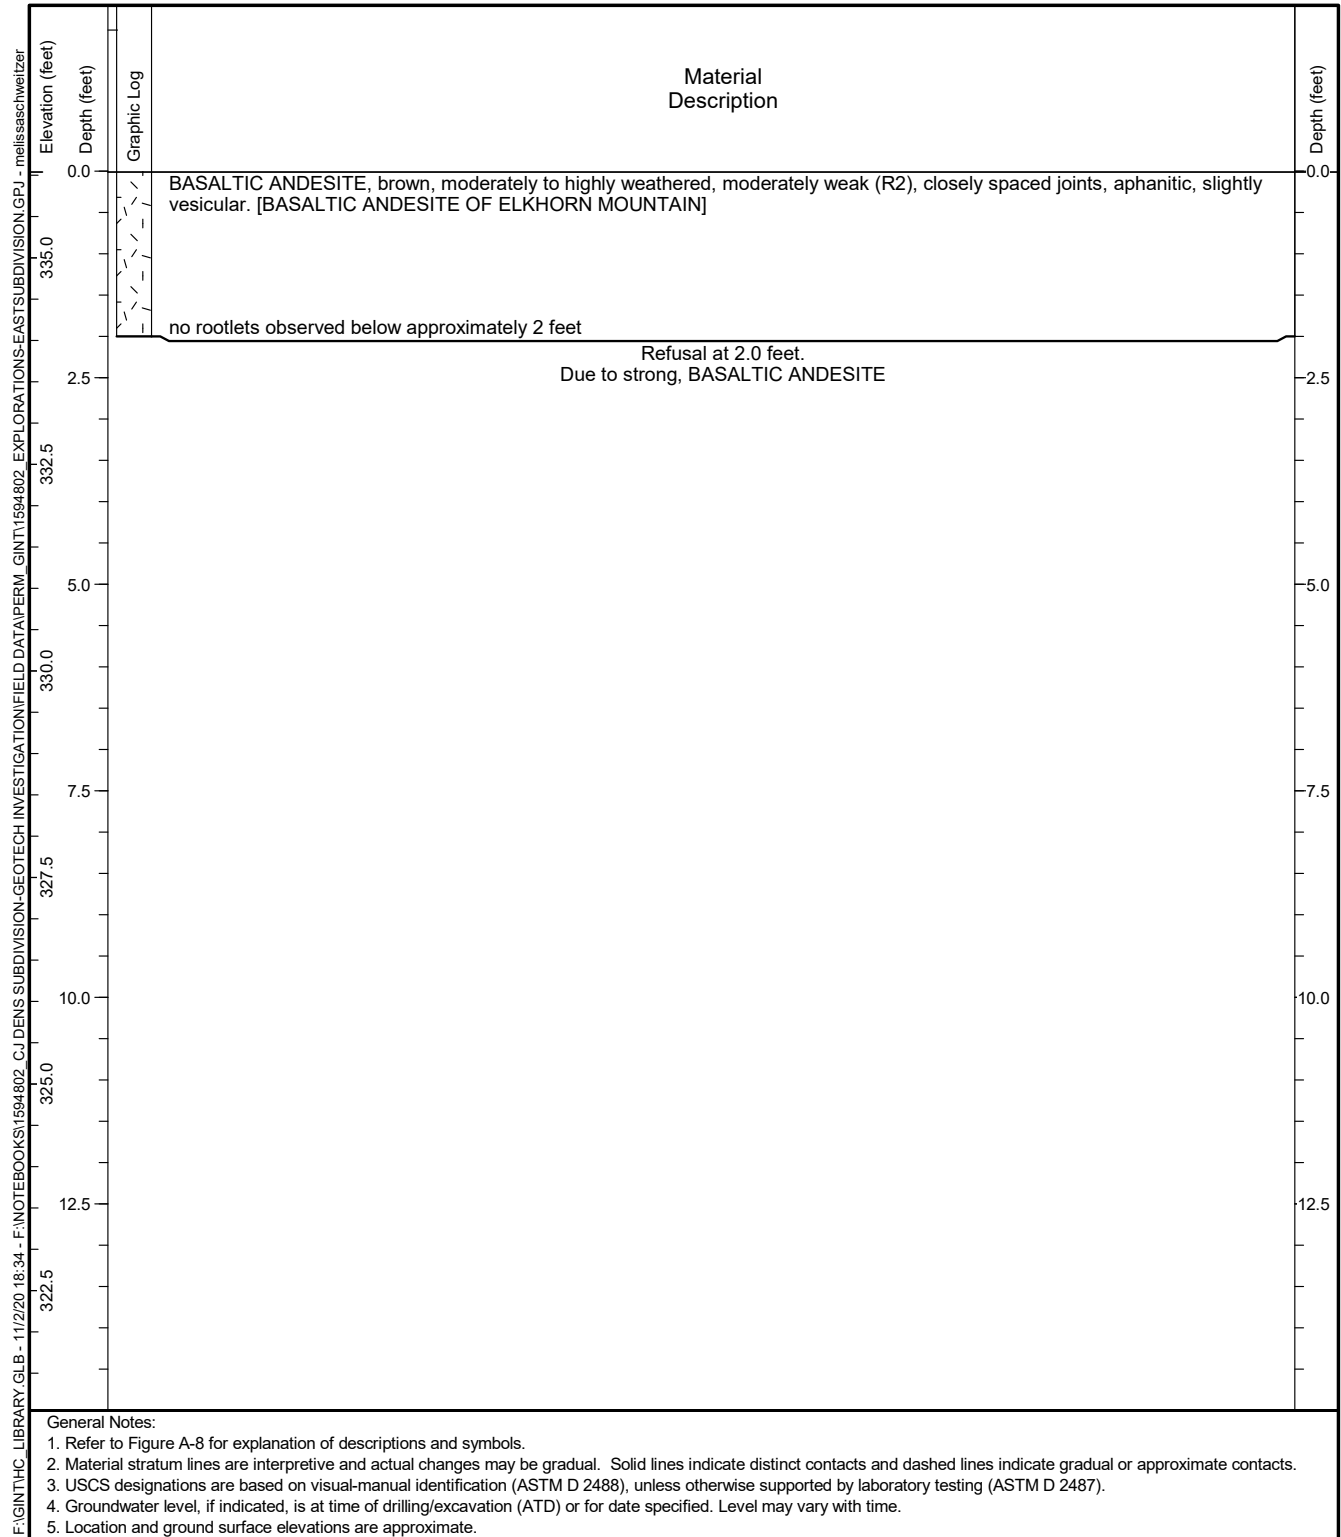 F:\GINT\HC_LIBRARY.GLB - 11/2/20 18:34 - F:\NOTEBOOKS\1594802_CJ DENS SUBDIVISION-GEOTECH INVESTIGATION\FIELD DATA\PERM_GINT\1594802_EXPLORATIONS-EASTSUBDIVISION.GPJ - melissaschweitzer
Elevation (feet)
Depth (feet)
Graphic Log
Material
Description
Depth (feet)
0.0
0.0
BASALTIC ANDESITE, brown, moderately to highly weathered, moderately weak (R2), closely spaced joints, aphanitic, slightly
vesicular. [BASALTIC ANDESITE OF ELKHORN MOUNTAIN]
335.0
no rootlets observed below approximately 2 feet
Refusal at 2.0 feet.
Due to strong, BASALTIC ANDESITE
2.5
2.5
332.5
5.0
5.0
330.0
7.5
7.5
327.5
10.0
10.0
325.0
12.5
12.5
322.5
General Notes:
1. Refer to Figure A-8 for explanation of descriptions and symbols.
2. Material stratum lines are interpretive and actual changes may be gradual. Solid lines indicate distinct contacts and dashed lines indicate gradual or approximate contacts.
3. USCS designations are based on visual-manual identification (ASTM D 2488), unless otherwise supported by laboratory testing (ASTM D 2487).
4. Groundwater level, if indicated, is at time of drilling/excavation (ATD) or for date specified. Level may vary with time.
5. Location and ground surface elevations are approximate.